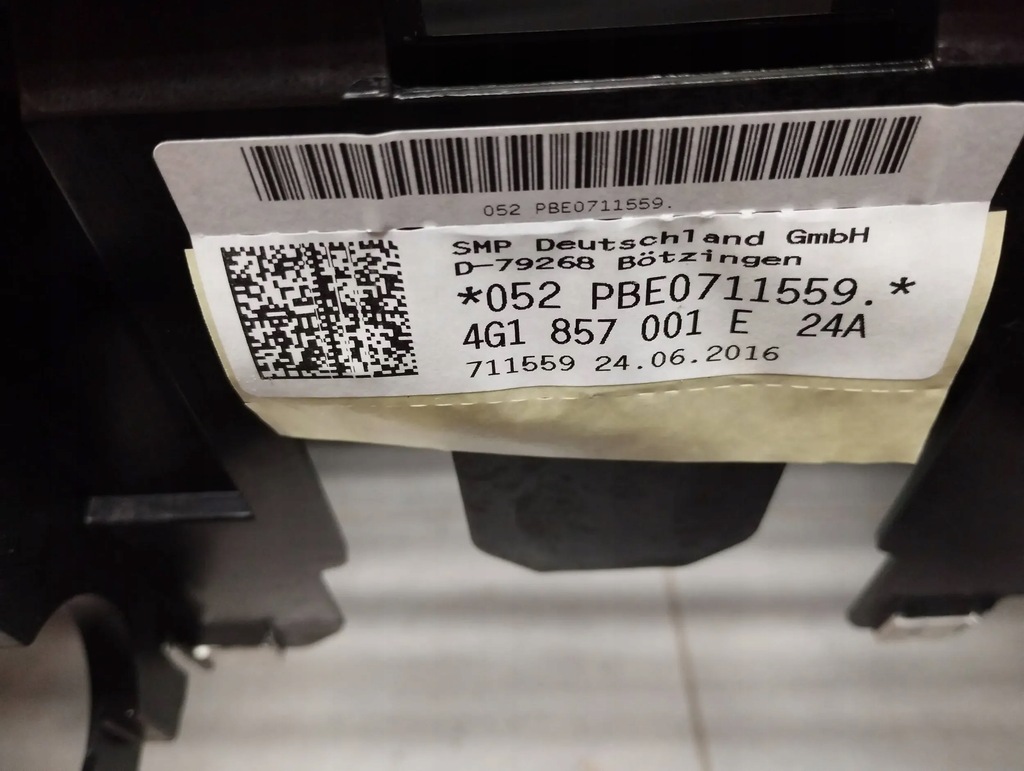 052 PBE0711559.
SMP Deutschland GmbH
D-79268 Bötzingen
*052 PBE0711559.*
4G1 857 001 E 24A
711559 24.06.2016